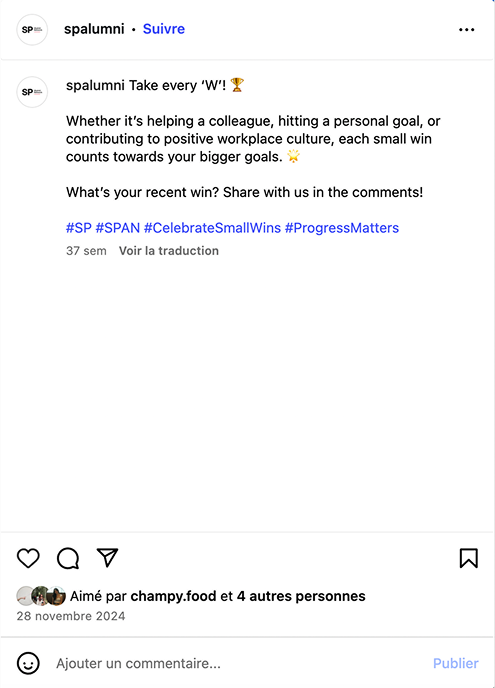 SP
spalumni • Suivre
SP
spalumni Take every ‘W’! 🏆
Whether it’s helping a colleague, hitting a personal goal, or
contributing to positive workplace culture, each small win
counts towards your bigger goals. 🌟
What’s your recent win? Share with us in the comments!
#SP #SPAN #CelebrateSmallWins #ProgressMatters
37 sem Voir la traduction
Aimé par champy.food et 4 autres personnes
28 novembre 2024
Ajouter un commentaire... Publier